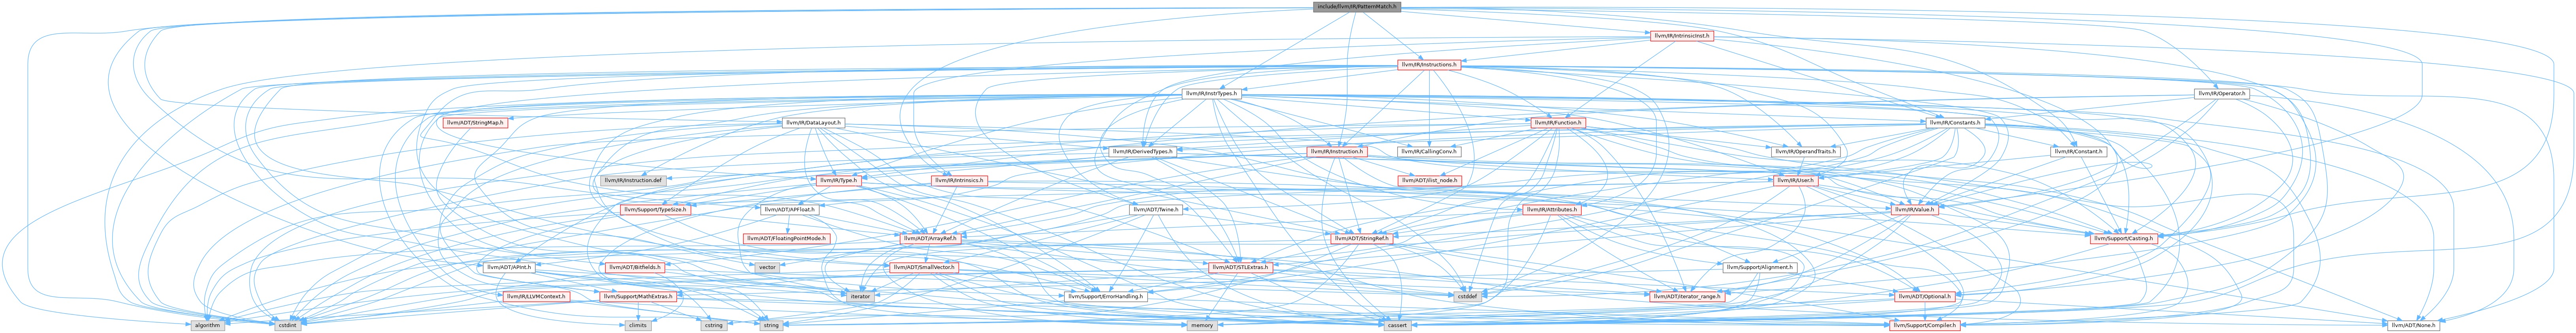 include/llvm/IR/PatternMatch.h
llvm/IR/IntrinsicInst.h
llvm/IR/Instructions.h
llvm/IR/InstrTypes.h
llvm/IR/Operator.h
llvm/ADT/StringMap.h
llvm/IR/DataLayout.h
llvm/IR/Function.h
llvm/IR/Constants.h
llvm/IR/DerivedTypes.h
llvm/IR/Instruction.h
llvm/IR/CallingConv.h
llvm/IR/OperandTraits.h
llvm/IR/Constant.h
llvm/IR/Instruction.def
llvm/IR/Type.h
llvm/IR/Intrinsics.h
llvm/ADT/ilist_node.h
llvm/IR/User.h
llvm/Support/TypeSize.h
llvm/ADT/APFloat.h
llvm/ADT/Twine.h
llvm/IR/Attributes.h
llvm/IR/Value.h
llvm/ADT/FloatingPointMode.h
llvm/ADT/ArrayRef.h
llvm/ADT/StringRef.h
llvm/Support/Casting.h
llvm/ADT/APInt.h
llvm/ADT/Bitfields.h
vector
llvm/ADT/SmallVector.h
llvm/ADT/STLExtras.h
llvm/Support/Alignment.h
llvm/IR/LLVMContext.h
llvm/Support/MathExtras.h
iterator
llvm/Support/ErrorHandling.h
cstddef
llvm/ADT/iterator_range.h
llvm/ADT/Optional.h
algorithm
cstdint
climits
cstring
string
memory
cassert
llvm/Support/Compiler.h
llvm/ADT/None.h